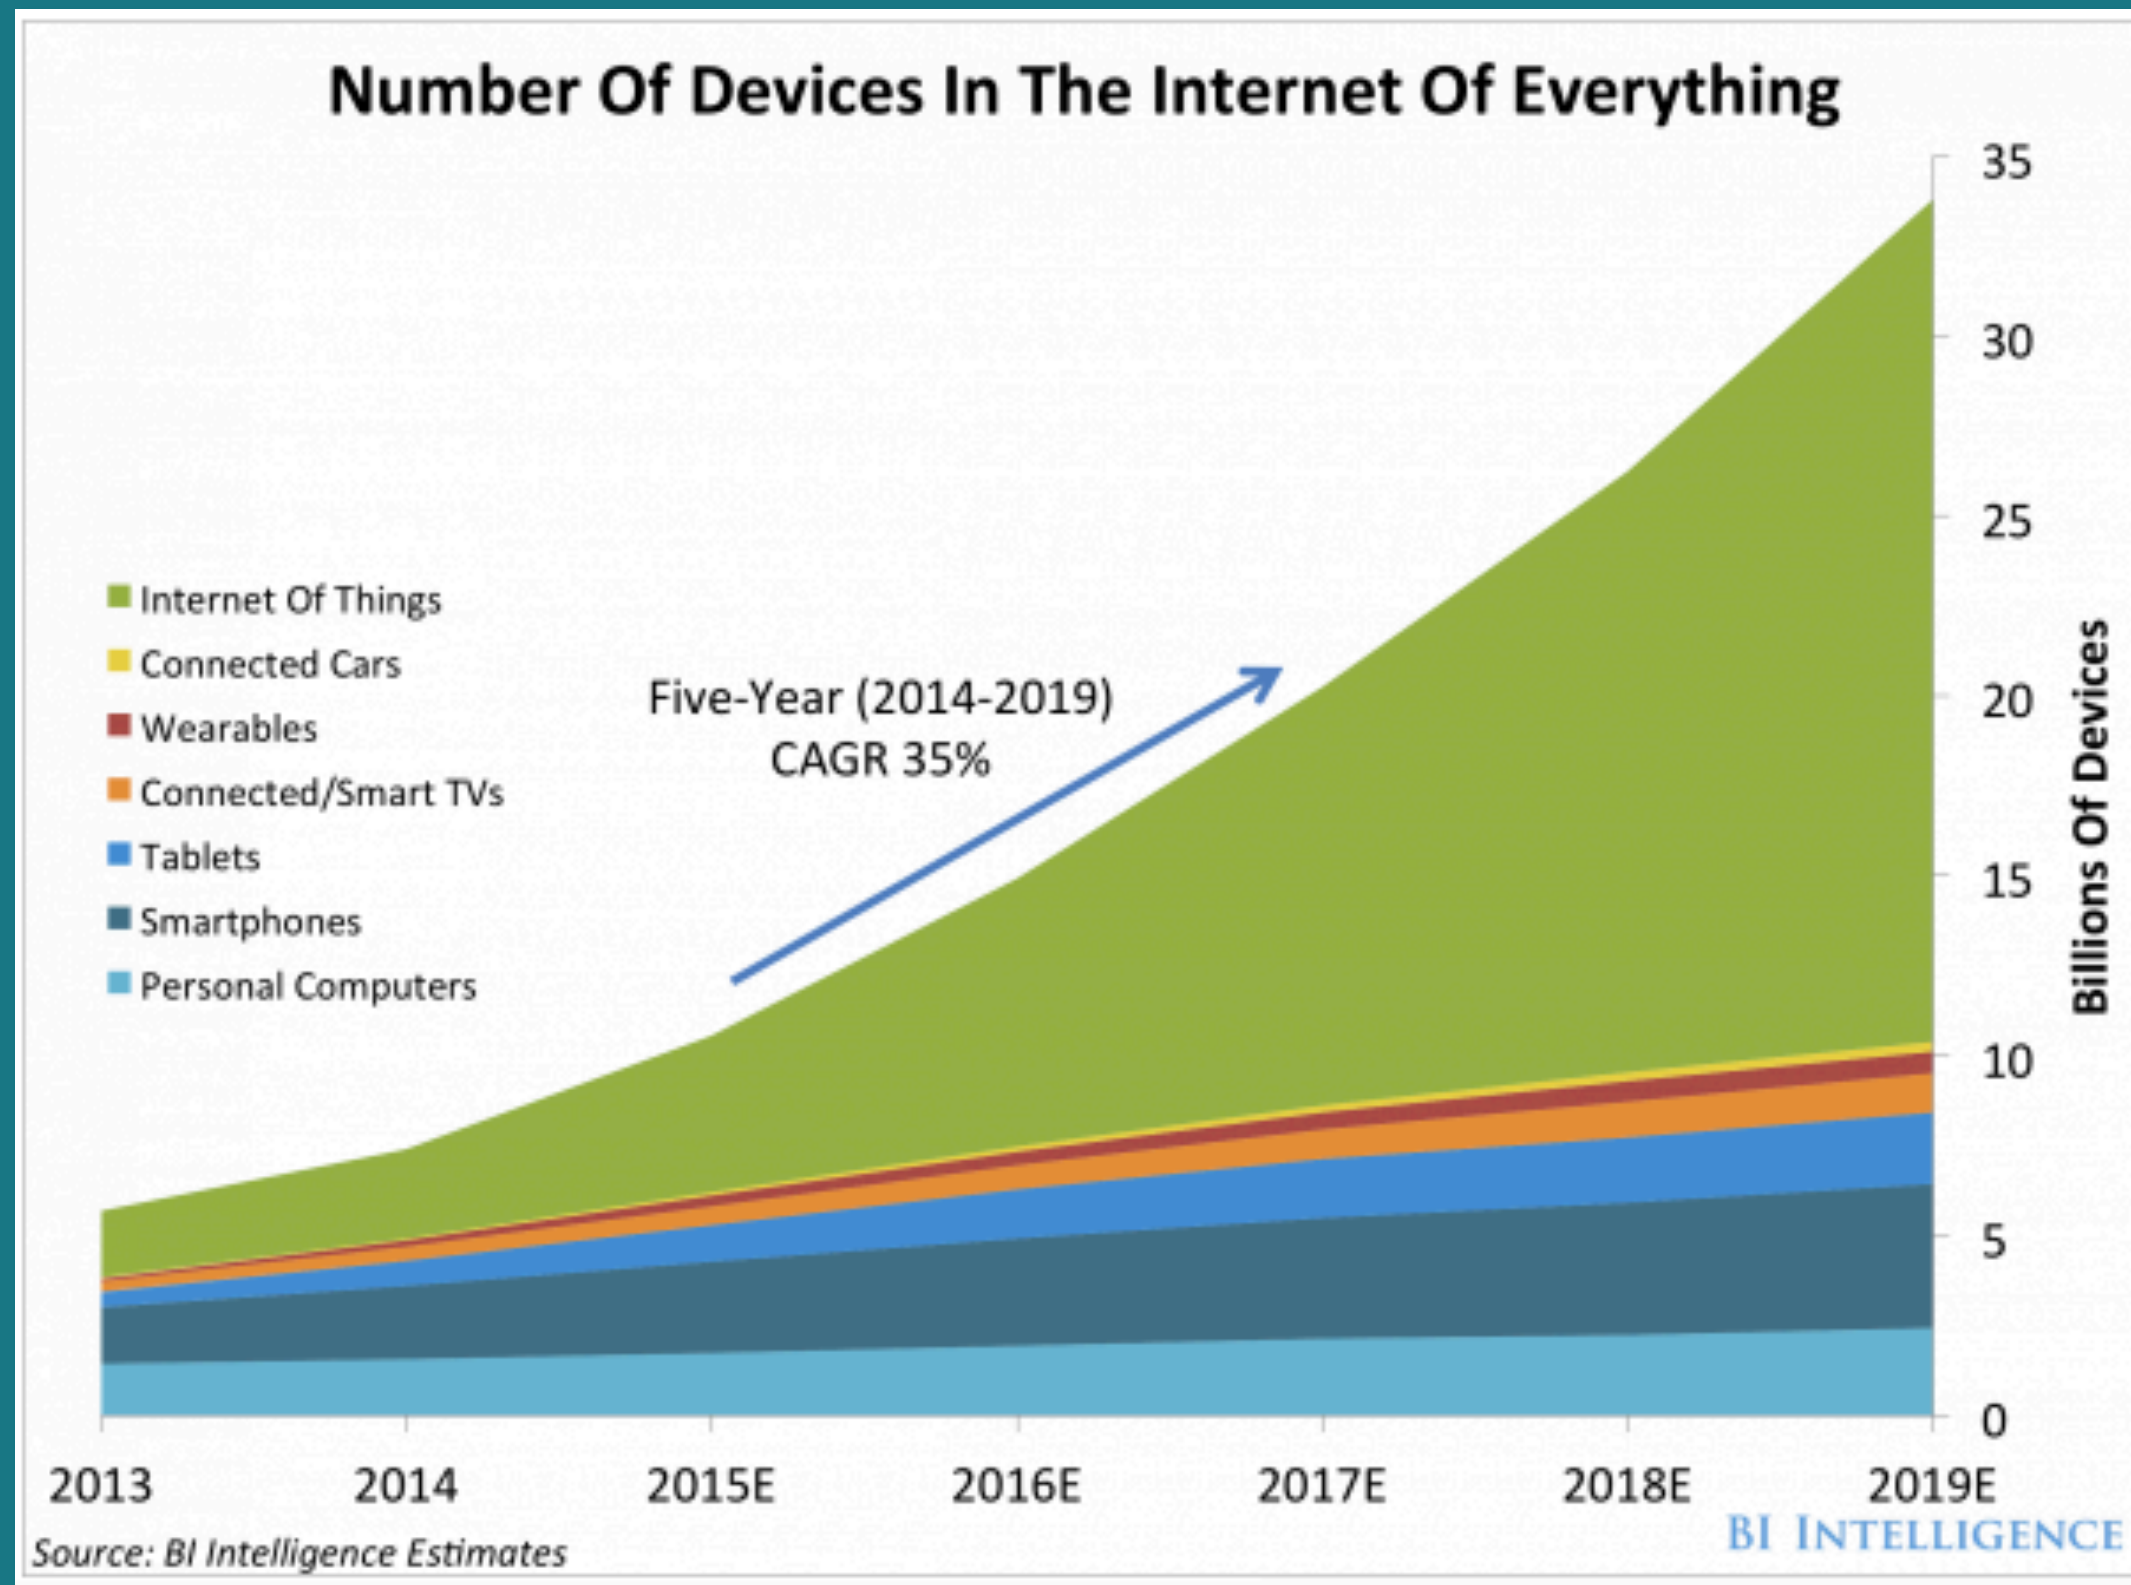 Number Of Devices In The Internet Of Everything
35
30
25
20
15
10
5
0
Billions Of Devices
Internet Of Things
Connected Cars
Wearables
Connected/Smart TVs
Tablets
Smartphones
Personal Computers
Five-Year (2014-2019)
CAGR 35%
2013 2014 2015E 2016E 2017E 2018E 2019E
BI INTELLIGENCE
Source: BI Intelligence Estimates